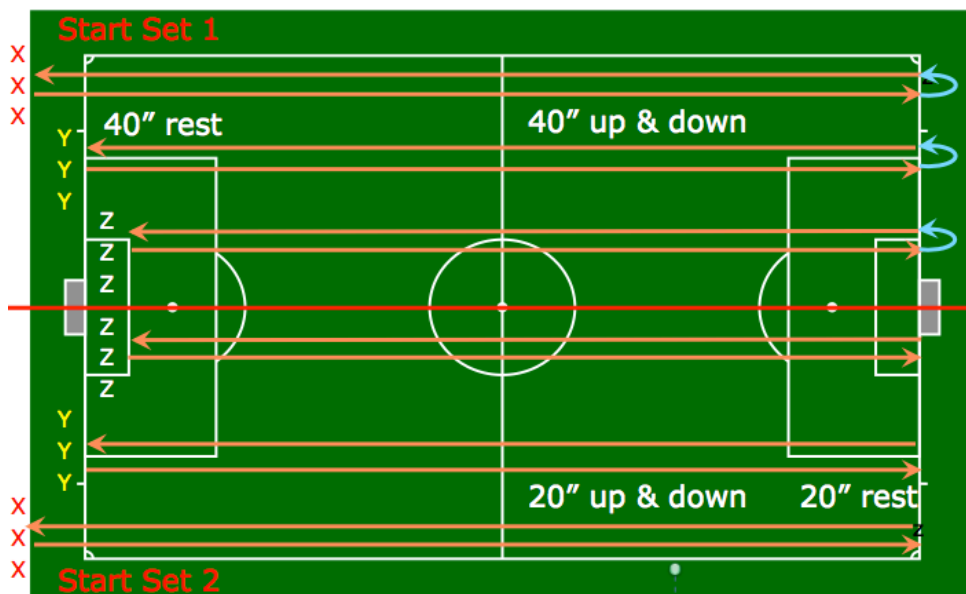 Start Set 1
X
X
X
40” rest
40” up & down
Y
Y
Y
Z
Z
Z
Z
Z
Z
Y
Y
Y
20” up & down
20” rest
X
X
X
z
Start Set 2